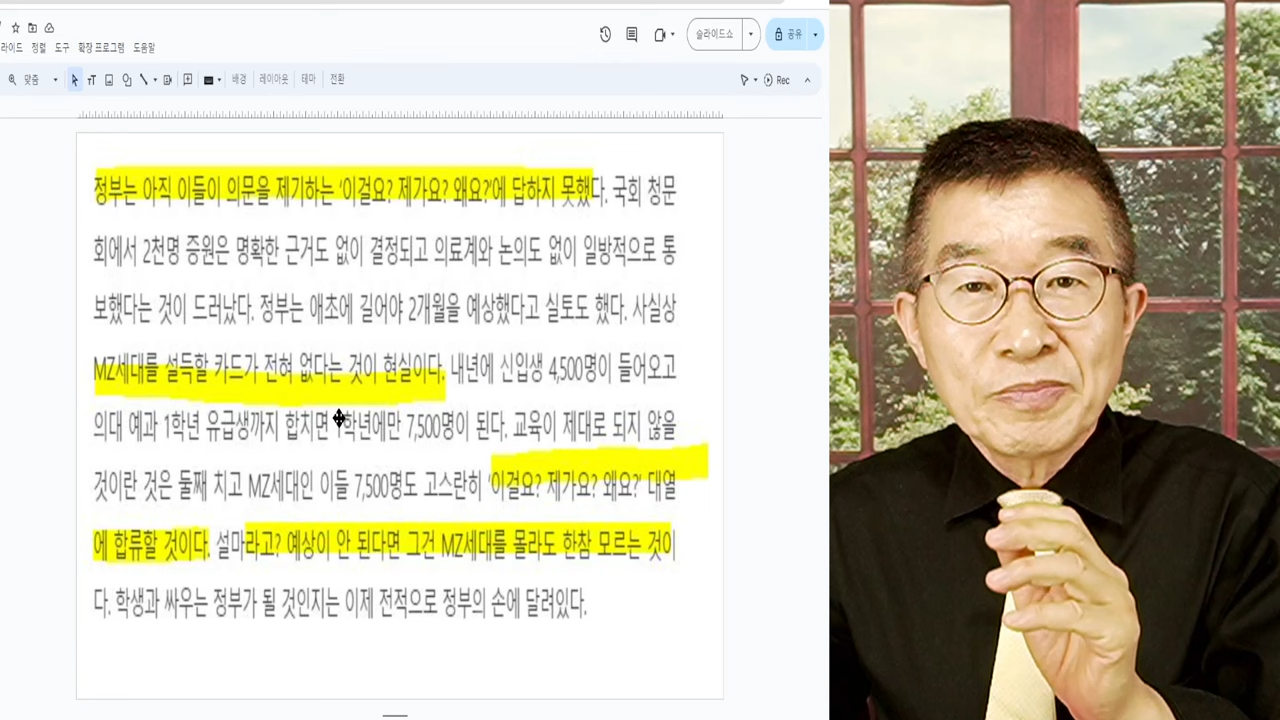 라이드 정렬 도구 확장 프로그램 도움말
슬라이드쇼
공유
맞춤
배경 레이아웃 테마 전환
Rec
정부는 아직 이들이 의문을 제기하는 '이걸요? 제가요? 왜요?'에 답하지 못했다. 국회 청문
회에서 2천명 증원은 명확한 근거도 없이 결정되고 의료계와 논의도 없이 일방적으로 통
보했다는 것이 드러났다. 정부는 애초에 길어야 2개월을 예상했다고 실토도 했다. 사실상
MZ세대를 설득할 카드가 전혀 없다는 것이 현실이다. 내년에 신입생 4,500명이 들어오고
의대 예과 1학년 유급생까지 합치면 1학년에만 7,500명이 된다. 교육이 제대로 되지 않을
것이란 것은 둘째 치고 MZ세대인 이들 7,500명도 고스란히 '이걸요? 제가요? 왜요?' 대열
에 합류할 것이다. 설마라고? 예상이 안 된다면 그건 MZ세대를 몰라도 한참 모르는 것이
다. 학생과 싸우는 정부가 될 것인지는 이제 전적으로 정부의 손에 달려있다.